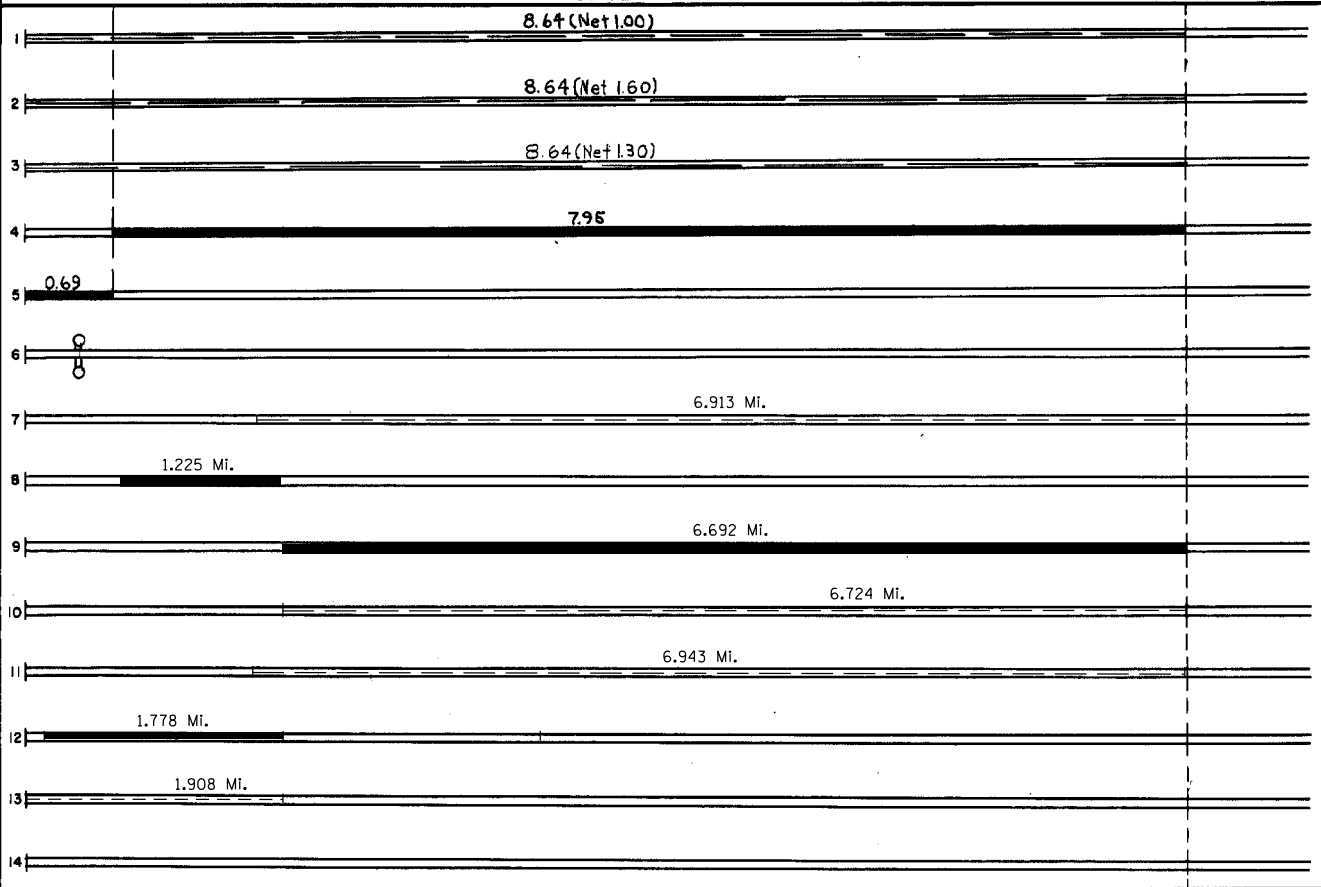 1 8.64 (Net 1.00)
2 8.64 (Net 1.60)
3 8.64 (Net 1.30)
4 7.95
5 0.69
6
7 6.913 Mi.
8 1.225 Mi.
9 6.692 Mi.
10 6.724 Mi.
11 6.943 Mi.
12 1.778 Mi.
13 1.908 Mi.
14